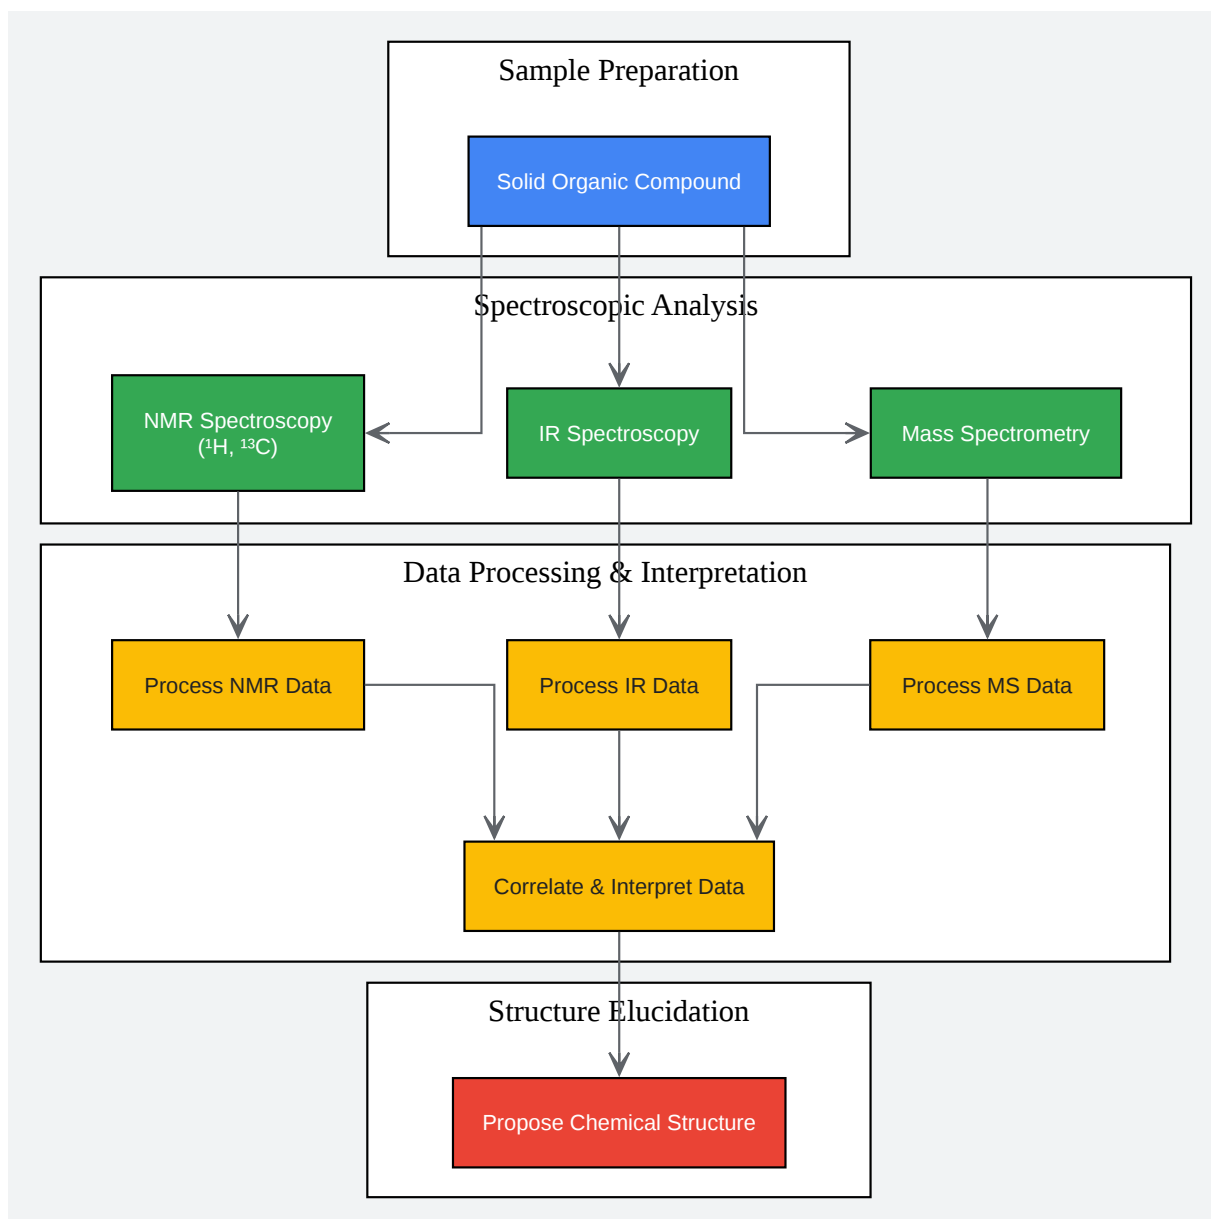 Sample Preparation
Solid Organic Compound
Spectroscopic Analysis
NMR Spectroscopy
(¹H, ¹³C)
IR Spectroscopy
Mass Spectrometry
Data Processing & Interpretation
Process NMR Data
Process IR Data
Process MS Data
Correlate & Interpret Data
Structure Elucidation
Propose Chemical Structure